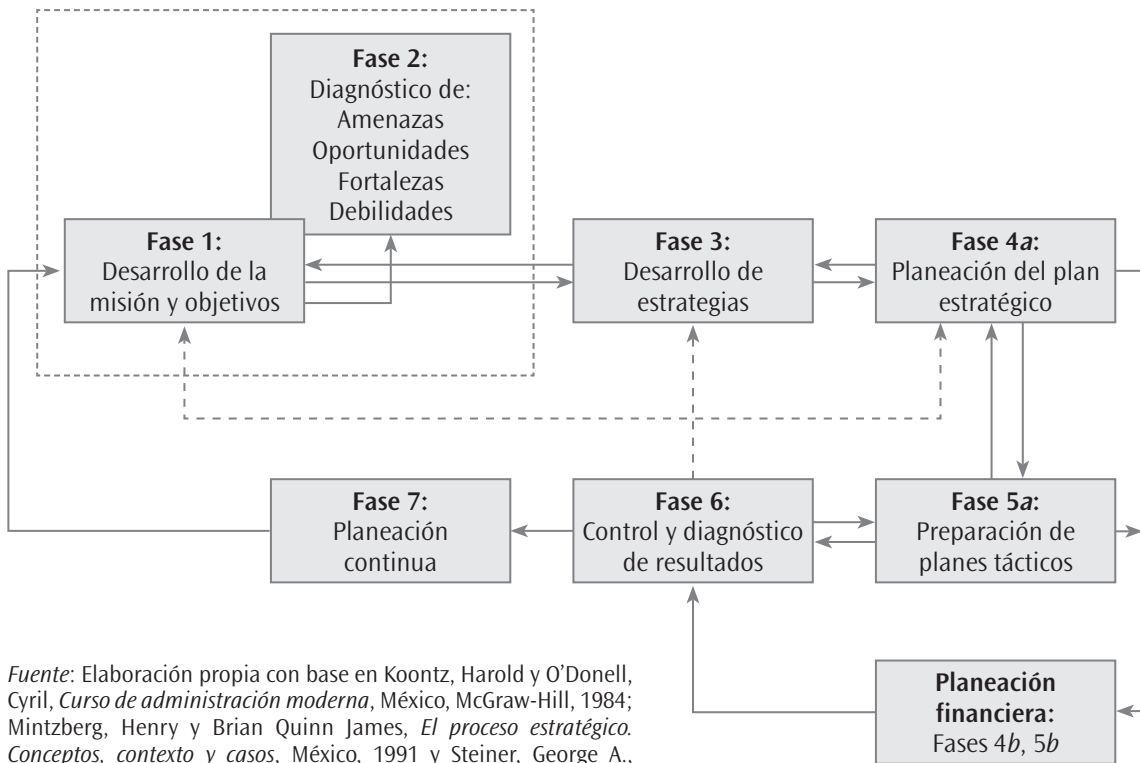 Fase 2:
Diagnóstico de:
Amenazas
Oportunidades
Fortalezas
Debilidades
Fase 1:
Desarrollo de la
misión y objetivos
Fase 3:
Desarrollo de
estrategias
Fase 4a:
Planeación del plan
estratégico
Fase 7:
Planeación
continua
Fase 6:
Control y diagnóstico
de resultados
Fase 5a:
Preparación de
planes tácticos
Planeación
financiera:
Fases 4b, 5b
Fuente: Elaboración propia con base en Koontz, Harold y O'Donell,
Cyril, Curso de administración moderna, México, McGraw-Hill, 1984;
Mintzberg, Henry y Brian Quinn James, El proceso estratégico.
Conceptos, contexto y casos, México, 1991 y Steiner, George A.,